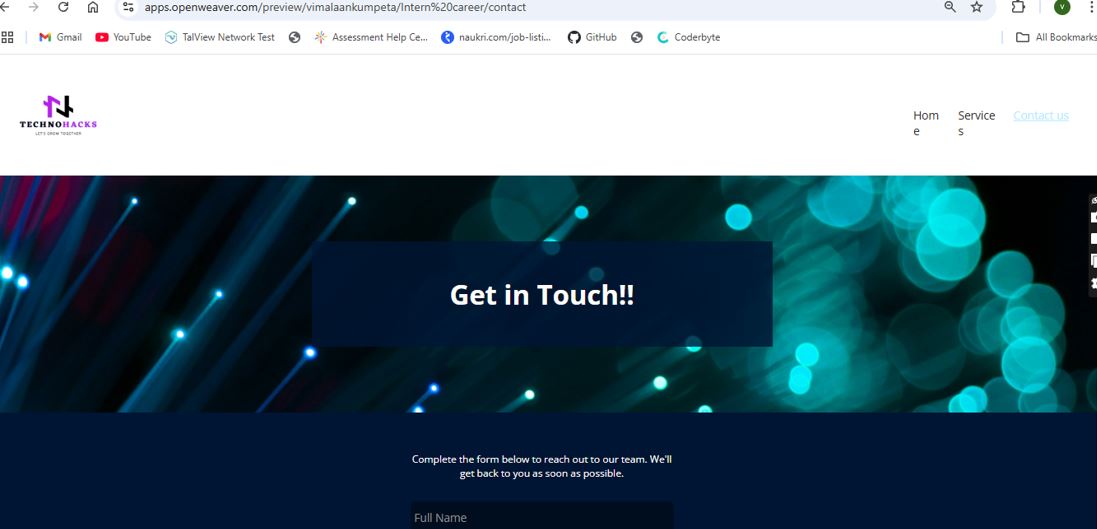 apps.openweaver.com/preview/vimalaankumpeta/Intern%20career/contact
Gmail YouTube TalView Network Test Assessment Help Ce... naukri.com/job-listi... GitHub Coderbyte All Bookmarks
TECHNOHACKS
LET'S GROW TOGETHER
Hom Service Contact us
e s
Get in Touch!!
Complete the form below to reach out to our team. We'll
get back to you as soon as possible.
Full Name